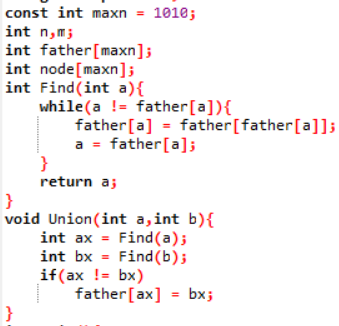 const int maxn = 1010;
int n,m;
int father[maxn];
int node[maxn];
int Find(int a){
    while(a != father[a]){
        father[a] = father[father[a]];
        a = father[a];
    }
    return a;
}
void Union(int a,int b){
    int ax = Find(a);
    int bx = Find(b);
    if(ax != bx)
        father[ax] = bx;
}